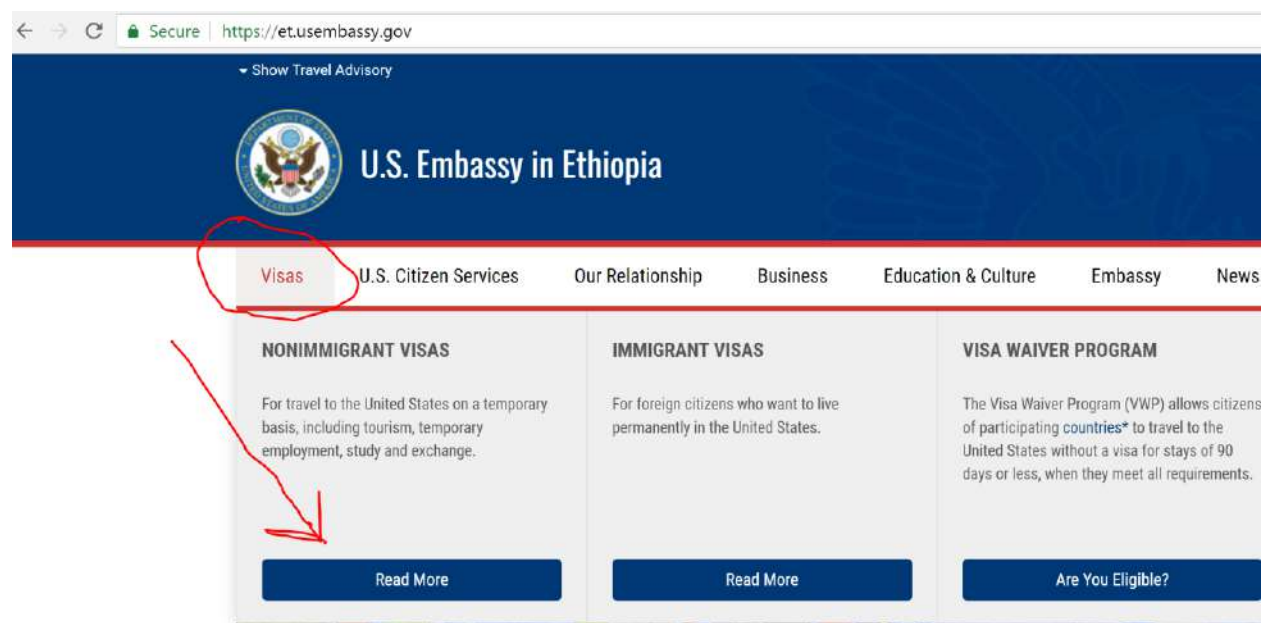 Secure | https://et.usembassy.gov
Show Travel Advisory
U.S. Embassy in Ethiopia
Visas U.S. Citizen Services Our Relationship Business Education & Culture Embassy News
NONIMMIGRANT VISAS
For travel to the United States on a temporary
basis, including tourism, temporary
employment, study and exchange.
Read More
IMMIGRANT VISAS
For foreign citizens who want to live
permanently in the United States.
Read More
VISA WAIVER PROGRAM
The Visa Waiver Program (VWP) allows citizens
of participating countries* to travel to the
United States without a visa for stays of 90
days or less, when they meet all requirements.
Are You Eligible?